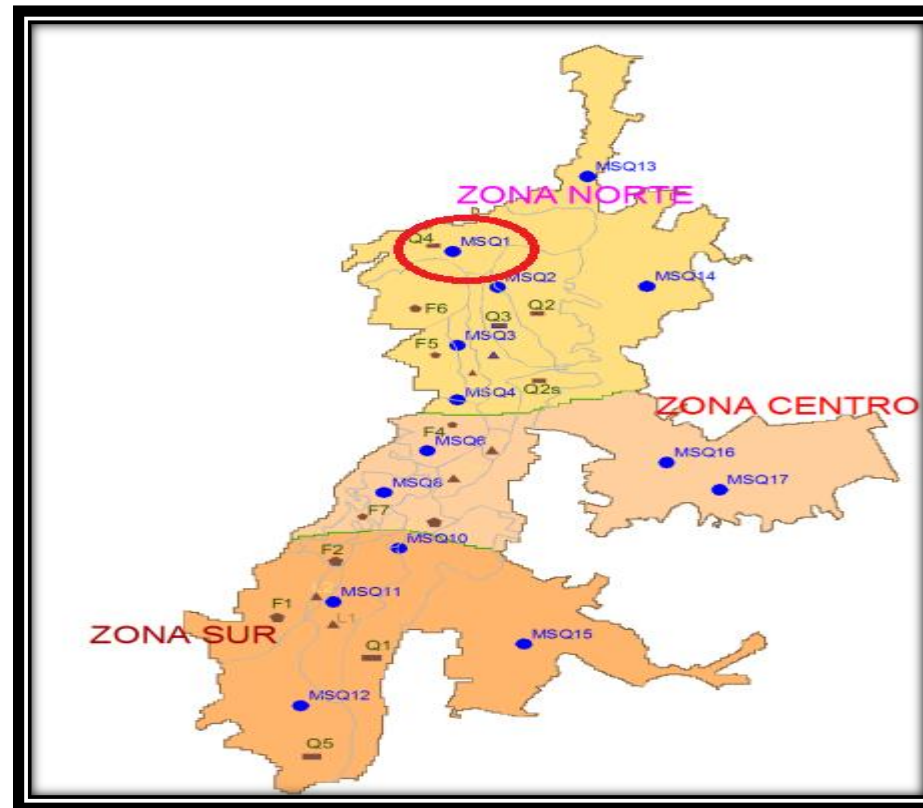 MSQ13
ZONA NORTE
Q4
MSQ1
MSQ2
MSQ14
F6
Q3
Q2
F5
MSQ3
MSQ4
Q2s
ZONA CENTRO
F4
MSQ6
MSQ16
MSQ8
MSQ17
F7
MSQ10
F2
MSQ11
F1
L1
ZONA SUR
Q1
MSQ15
MSQ12
Q5